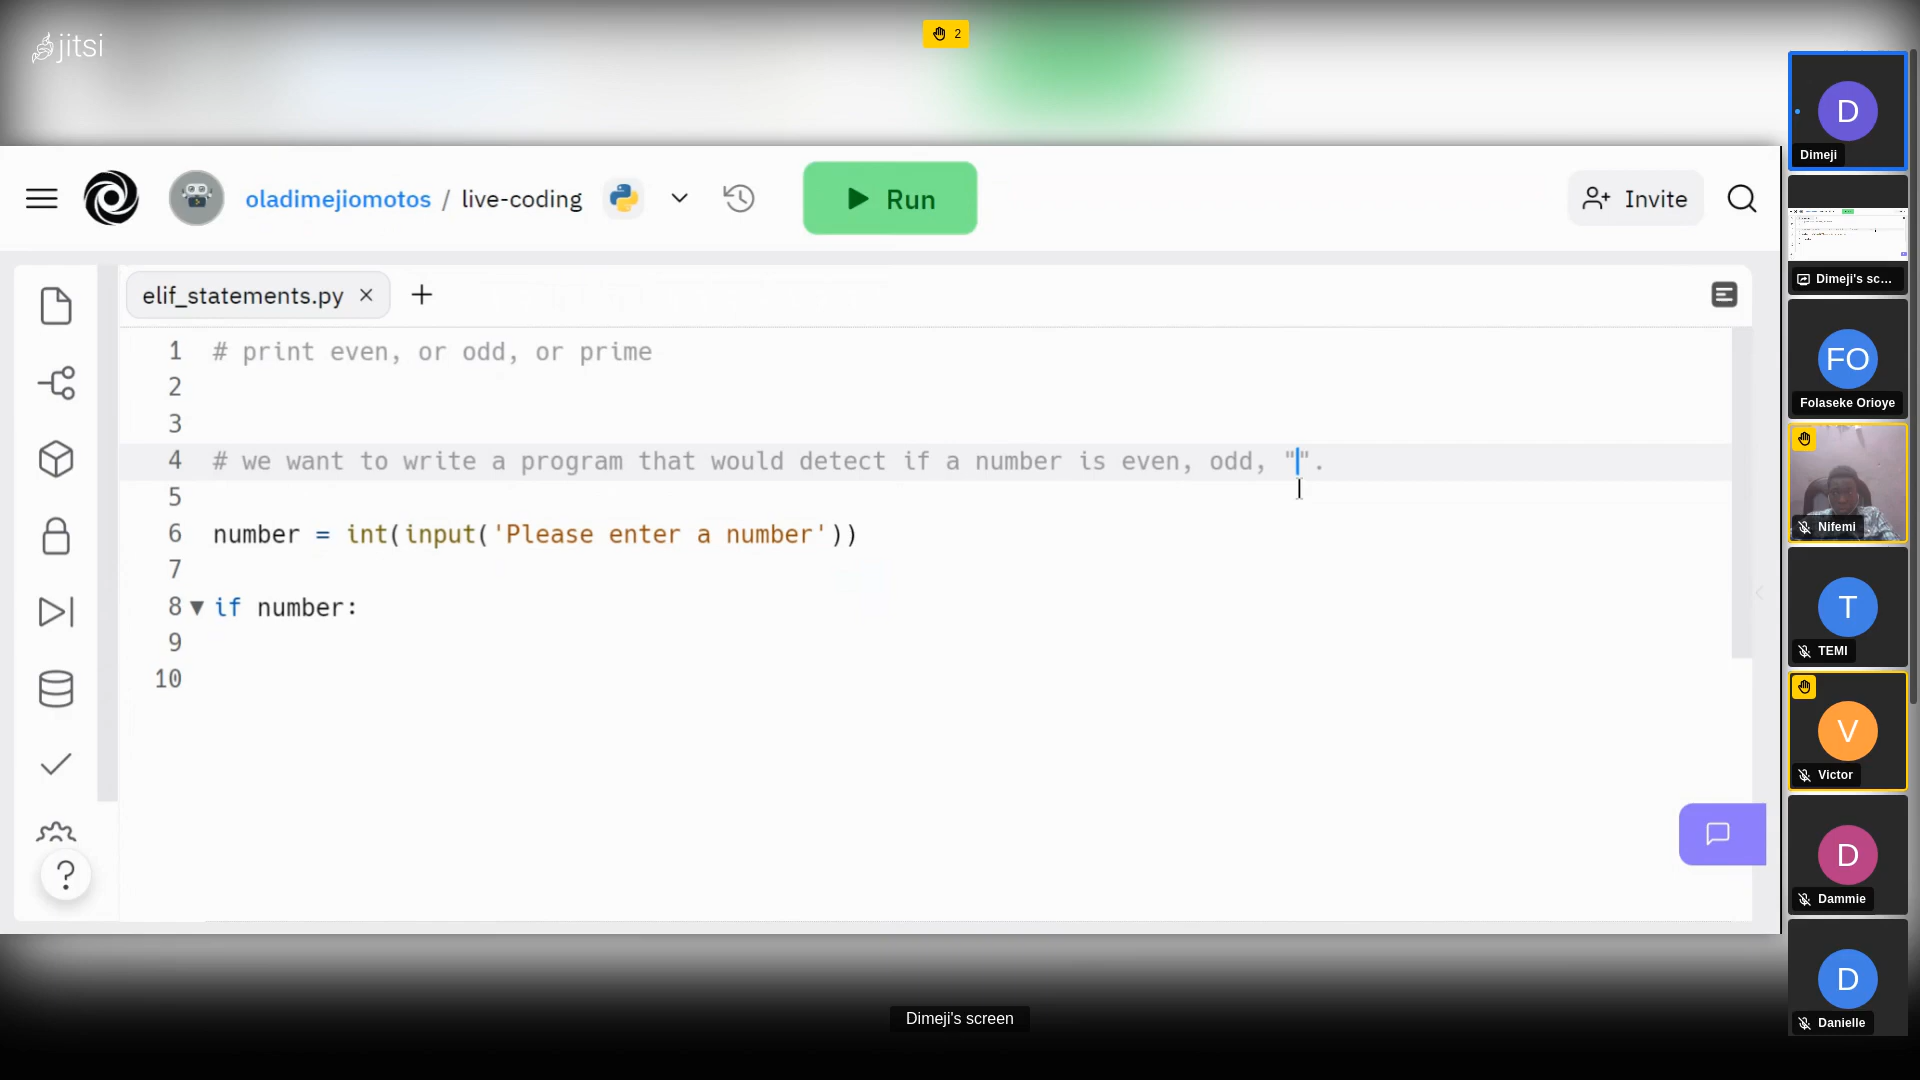 jitsi
2
oladimejiomotos / live-coding
Run
Invite
elif_statements.py
1 # print even, or odd, or prime
2
3
4 # we want to write a program that would detect if a number is even, odd, "".
5
6 number = int(input('Please enter a number'))
7
8 if number:
9
10
?
Dimeji's screen
D
Dimeji
Dimeji's sc...
FO
Folaseke Orioye
Nifemi
T
TEMI
V
Victor
D
Dammie
D
Danielle